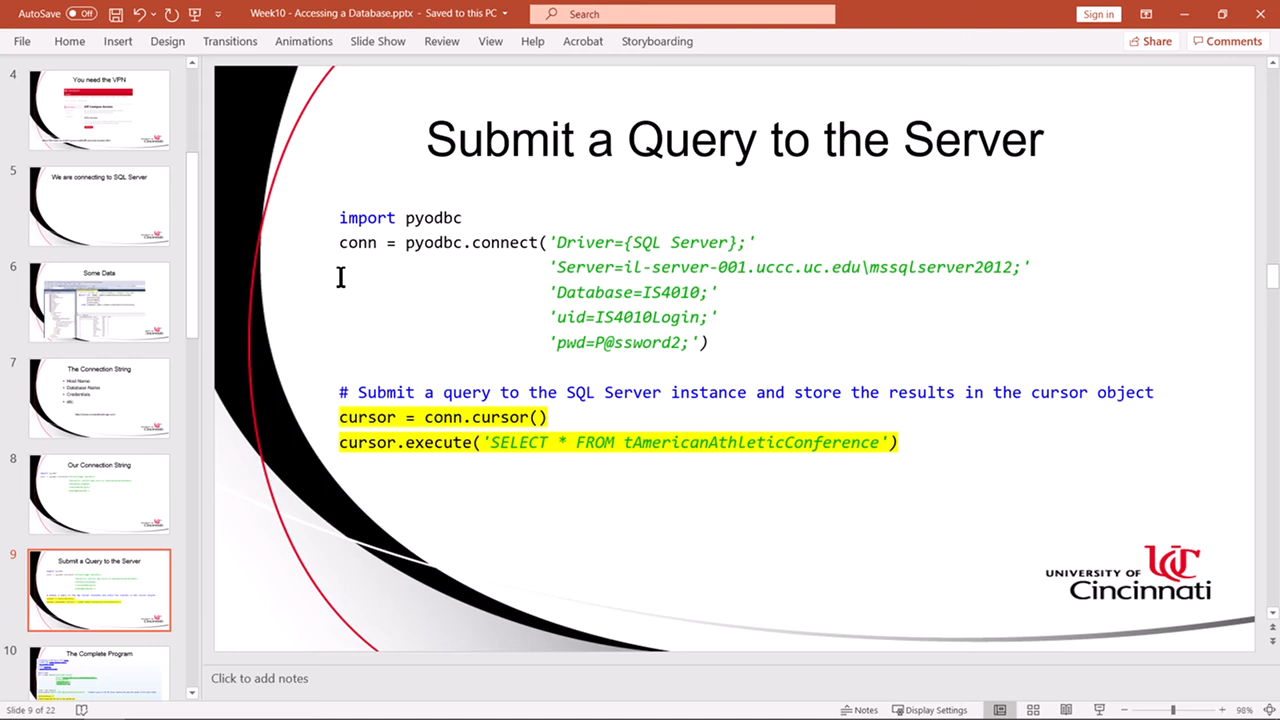 AutoSave Off Week10 - Accessing a Database.pptx - Saved to this PC Search Sign in
File Home Insert Design Transitions Animations Slide Show Review View Help Acrobat Storyboarding Share Comments
4
You need the VPN
5
We are connecting to SQL Server
6
Some Data
7
The Connection String
• Host Name
• Database Name
• Credentials
• etc
8
Our Connection String
9
Submit a Query to the Server
10
The Complete Program
Submit a Query to the Server
import pyodbc
conn = pyodbc.connect('Driver={SQL Server};'
'Server=il-server-001.uccc.uc.edu\mssqlserver2012;'
'Database=IS4010;'
'uid=IS4010Login;'
'pwd=P@ssword2;')
# Submit a query to the SQL Server instance and store the results in the cursor object
cursor = conn.cursor()
cursor.execute('SELECT * FROM tAmericanAthleticConference')
UNIVERSITY OF
Cincinnati
Click to add notes
Slide 9 of 22 Notes Display Settings 98%